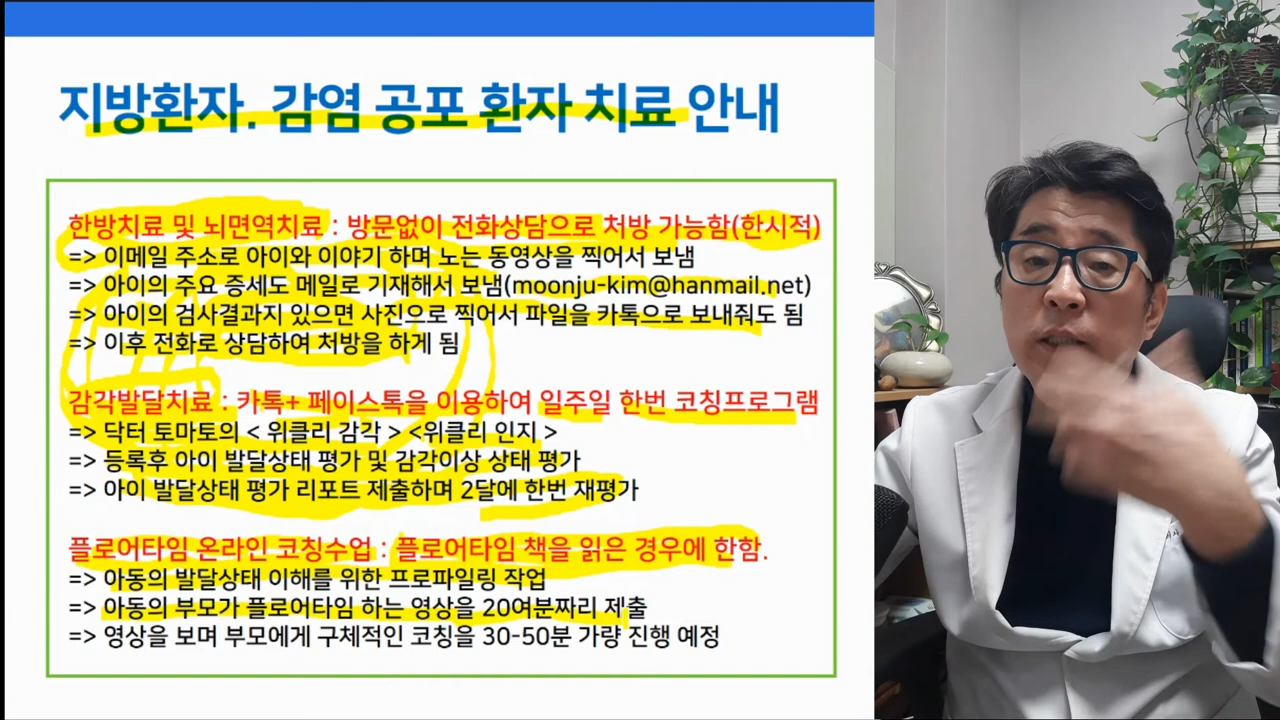 지방환자. 감염 공포 환자 치료 안내
한방치료 및 뇌면역치료 : 방문없이 전화상담으로 처방 가능함(한시적)
=> 이메일 주소로 아이와 이야기 하며 노는 동영상을 찍어서 보냄
=> 아이의 주요 증세도 메일로 기재해서 보냄(moonju-kim@hanmail.net)
=> 아이의 검사결과지 있으면 사진으로 찍어서 파일을 카톡으로 보내줘도 됨
=> 이후 전화로 상담하여 처방을 하게 됨
감각발달치료 : 카톡+ 페이스톡을 이용하여 일주일 한번 코칭프로그램
=> 닥터 토마토의 < 위클리 감각 > <위클리 인지 >
=> 등록후 아이 발달상태 평가 및 감각이상 상태 평가
=> 아이 발달상태 평가 리포트 제출하며 2달에 한번 재평가
플로어타임 온라인 코칭수업 : 플로어타임 책을 읽은 경우에 한함.
=> 아동의 발달상태 이해를 위한 프로파일링 작업
=> 아동의 부모가 플로어타임 하는 영상을 20여분짜리 제출
=> 영상을 보며 부모에게 구체적인 코칭을 30-50분 가량 진행 예정